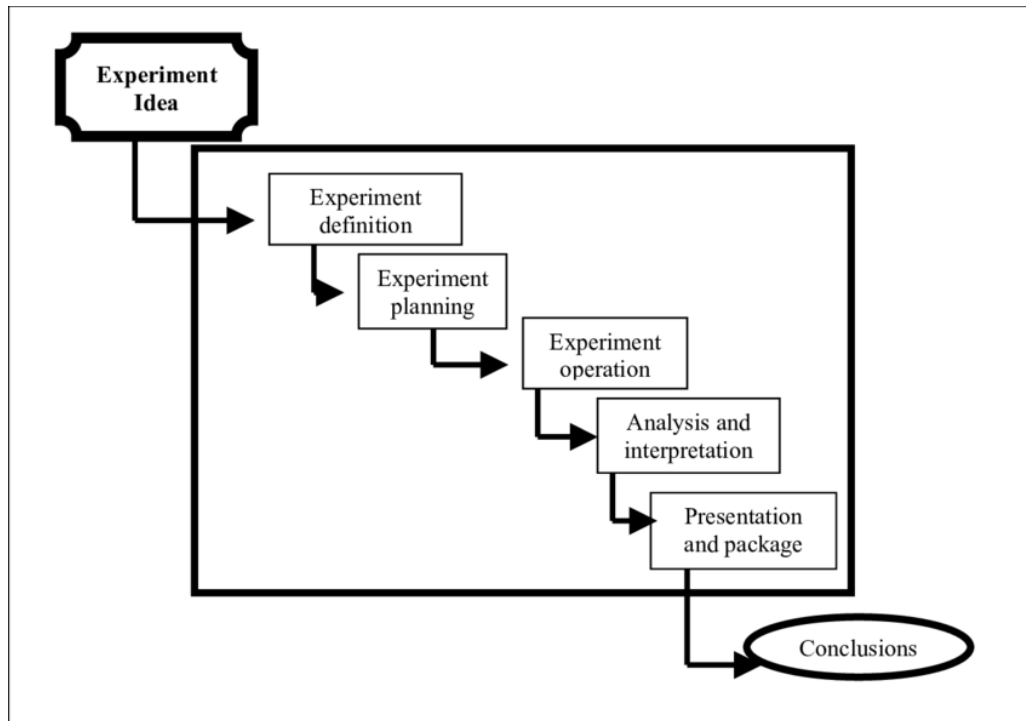 Experiment
Idea
Experiment
definition
Experiment
planning
Experiment
operation
Analysis and
interpretation
Presentation
and package
Conclusions